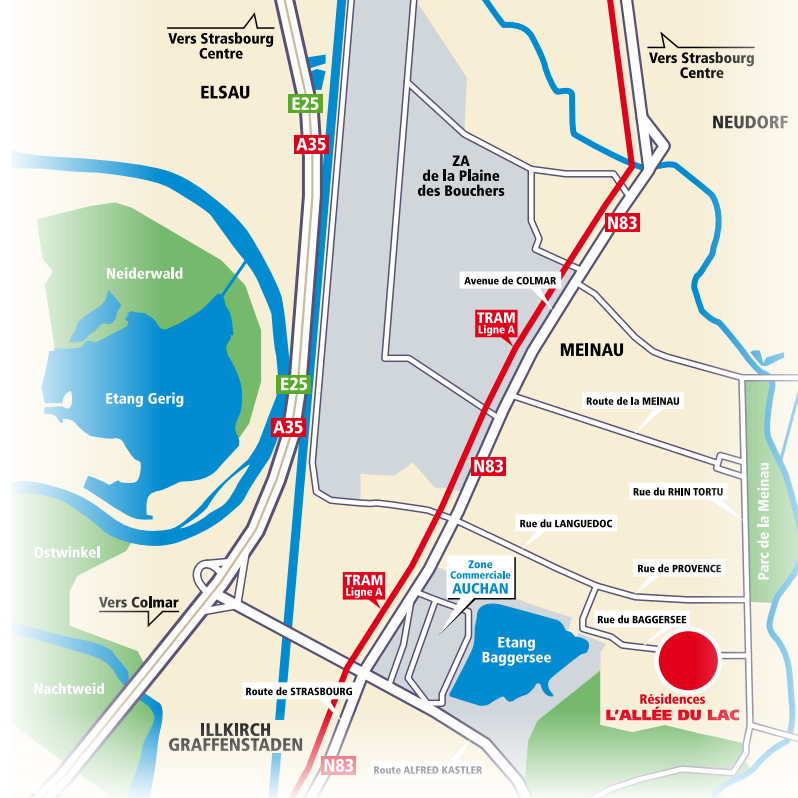 Vers Strasbourg
Centre
Vers Strasbourg
Centre
ELSAU
E25
NEUDORF
A35
ZA
de la Plaine
des Bouchers
N83
Neiderwald
Avenue de COLMAR
TRAM
Ligne A
MEINAU
E25
Etang Gerig
Route de la MEINAU
A35
N83
Rue du RHIN TORTU
Parc de la Meinau
Rue du LANGUEDOC
Ostwinkel
Zone
Commerciale
AUCHAN
Rue de PROVENCE
TRAM
Ligne A
Vers Colmar
Rue du BAGGERSEE
Etang
Baggersee
Nachtweid
Route de STRASBOURG
Résidences
L'ALLÉE DU LAC
ILLKIRCH
GRAFFENSTADEN
N83
Route ALFRED KASTLER